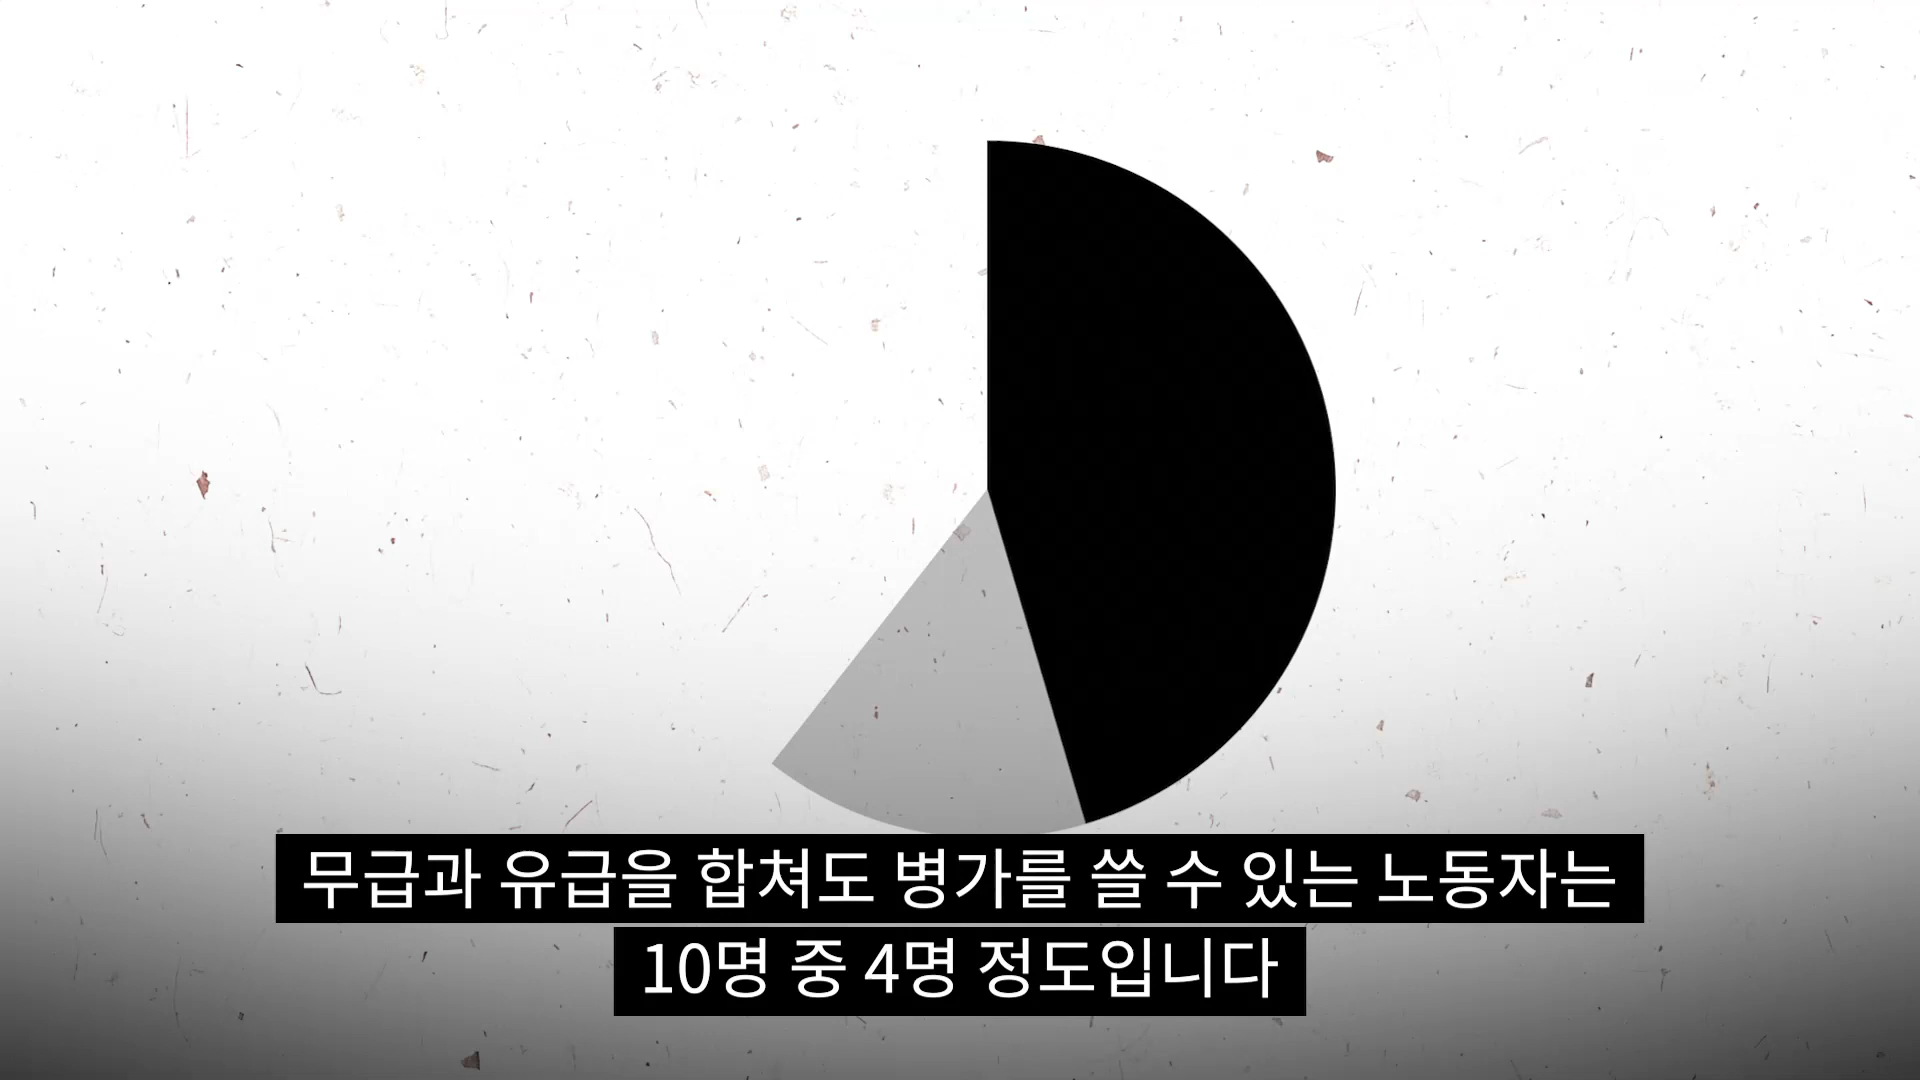 무급과 유급을 합쳐도 병가를 쓸 수 있는 노동자는
10명 중 4명 정도입니다